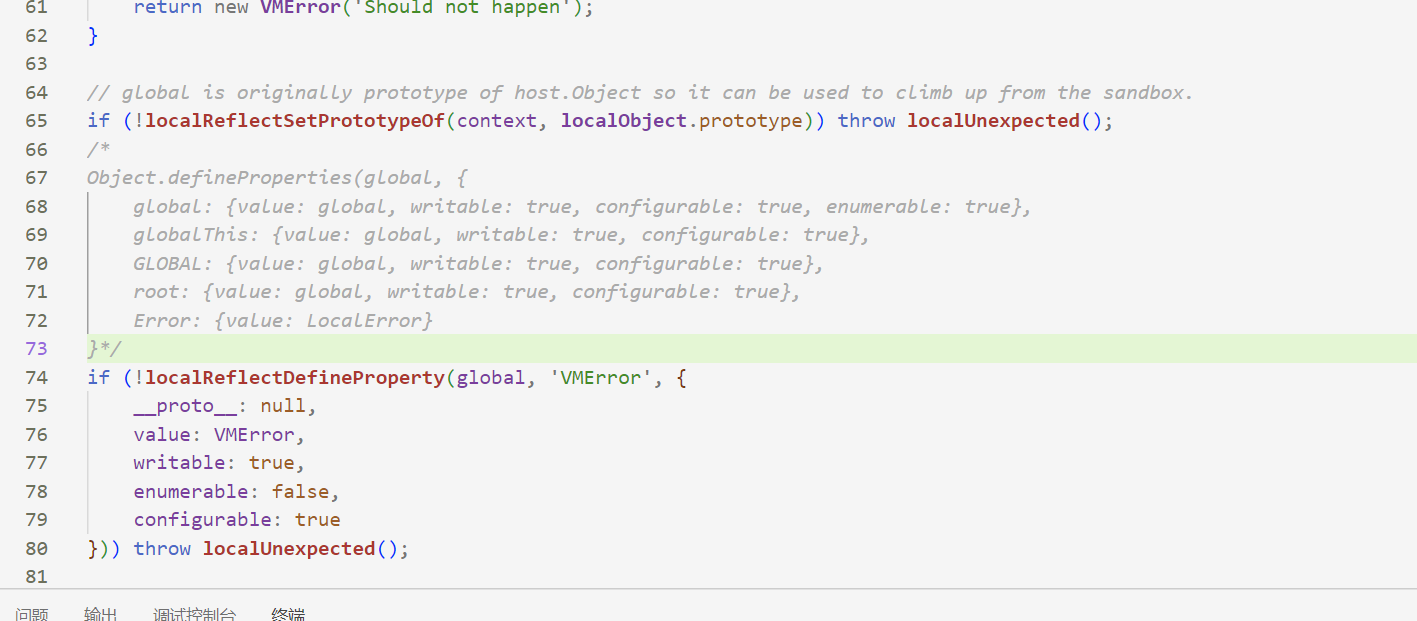 61 return new VMError('Should not happen');
62 }
63
64 // global is originally prototype of host.Object so it can be used to climb up from the sandbox.
65 if (!localReflectSetPrototypeOf(context, localObject.prototype)) throw localUnexpected();
66 /*
67 Object.defineProperties(global, {
68 global: {value: global, writable: true, configurable: true, enumerable: true},
69 globalThis: {value: global, writable: true, configurable: true},
70 GLOBAL: {value: global, writable: true, configurable: true},
71 root: {value: global, writable: true, configurable: true},
72 Error: {value: LocalError}
73 }*/
74 if (!localReflectDefineProperty(global, 'VMError', {
75 __proto__: null,
76 value: VMError,
77 writable: true,
78 enumerable: false,
79 configurable: true
80 })) throw localUnexpected();
81
问题 输出 调试控制台 终端